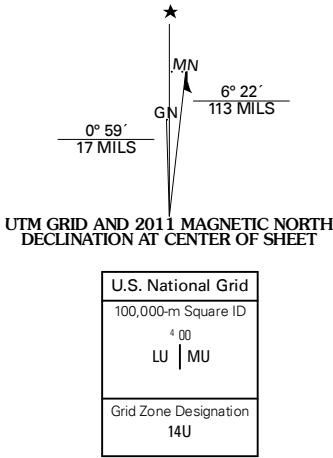 ★
MN
GN
6° 22´
113 MILS
0° 59´
17 MILS
UTM GRID AND 2011 MAGNETIC NORTH
DECLINATION AT CENTER OF SHEET
U.S. National Grid
100,000-m Square ID
4 00
LU MU
Grid Zone Designation
14U